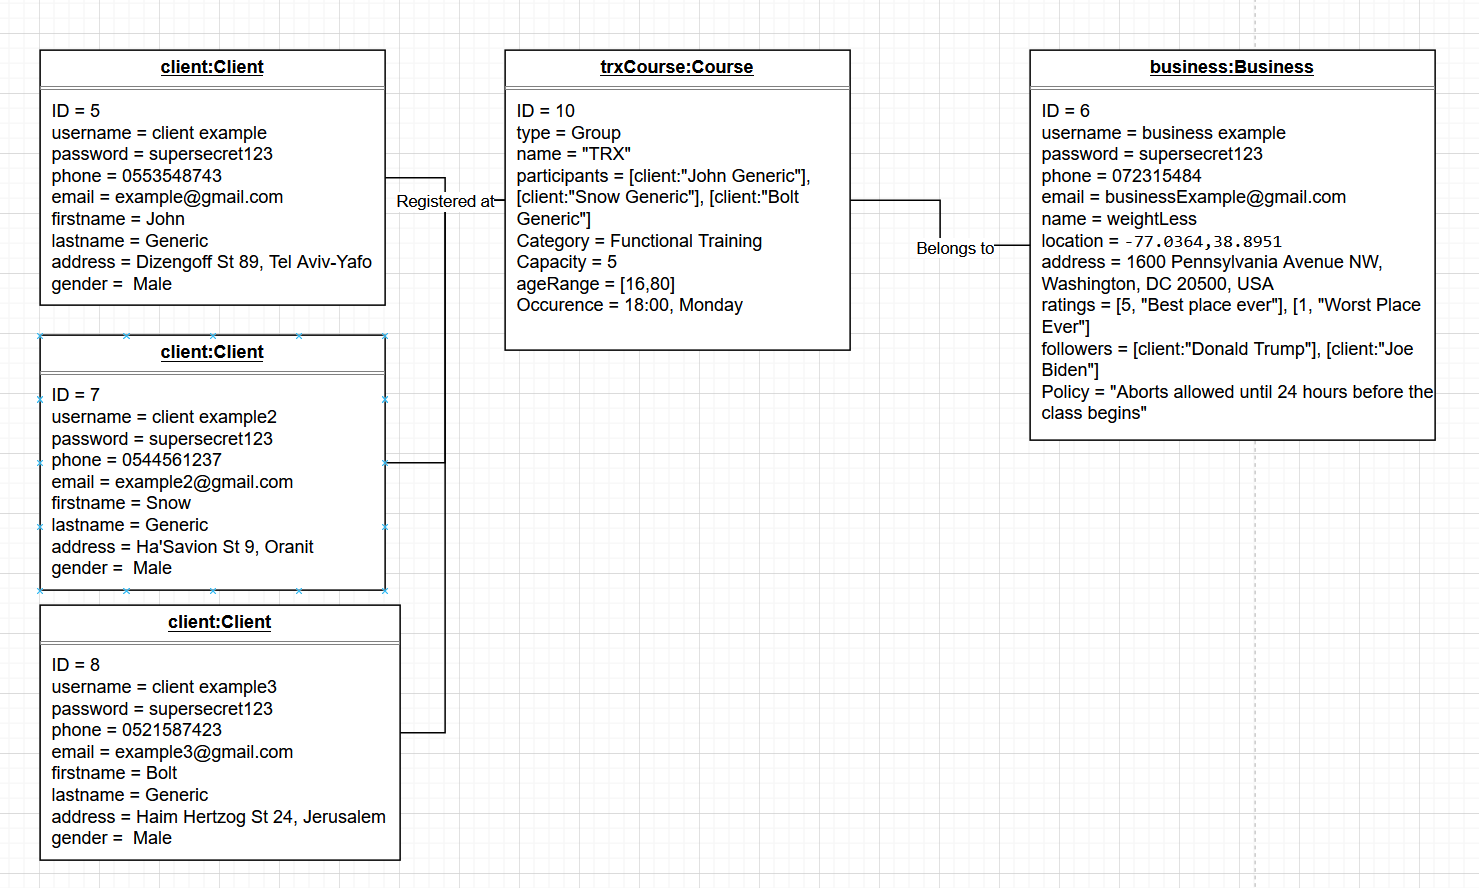 client:Client
ID = 5
username = client example
password = supersecret123
phone = 0553548743
email = example@gmail.com
firstname = John
lastname = Generic
address = Dizengoff St 89, Tel Aviv-Yafo
gender =  Male
client:Client
ID = 7
username = client example2
password = supersecret123
phone = 0544561237
email = example2@gmail.com
firstname = Snow
lastname = Generic
address = Ha'Savion St 9, Oranit
gender =  Male
client:Client
ID = 8
username = client example3
password = supersecret123
phone = 0521587423
email = example3@gmail.com
firstname = Bolt
lastname = Generic
address = Haim Hertzog St 24, Jerusalem
gender =  Male
Registered at
trxCourse:Course
ID = 10
type = Group
name = "TRX"
participants = [client:"John Generic"],
[client:"Snow Generic"], [client:"Bolt
Generic"]
Category = Functional Training
Capacity = 5
ageRange = [16,80]
Occurence = 18:00, Monday
Belongs to
business:Business
ID = 6
username = business example
password = supersecret123
phone = 072315484
email = businessExample@gmail.com
name = weightLess
location = -77.0364,38.8951
address = 1600 Pennsylvania Avenue NW,
Washington, DC 20500, USA
ratings = [5, "Best place ever"], [1, "Worst Place
Ever"]
followers = [client:"Donald Trump"], [client:"Joe
Biden"]
Policy = "Aborts allowed until 24 hours before the
class begins"